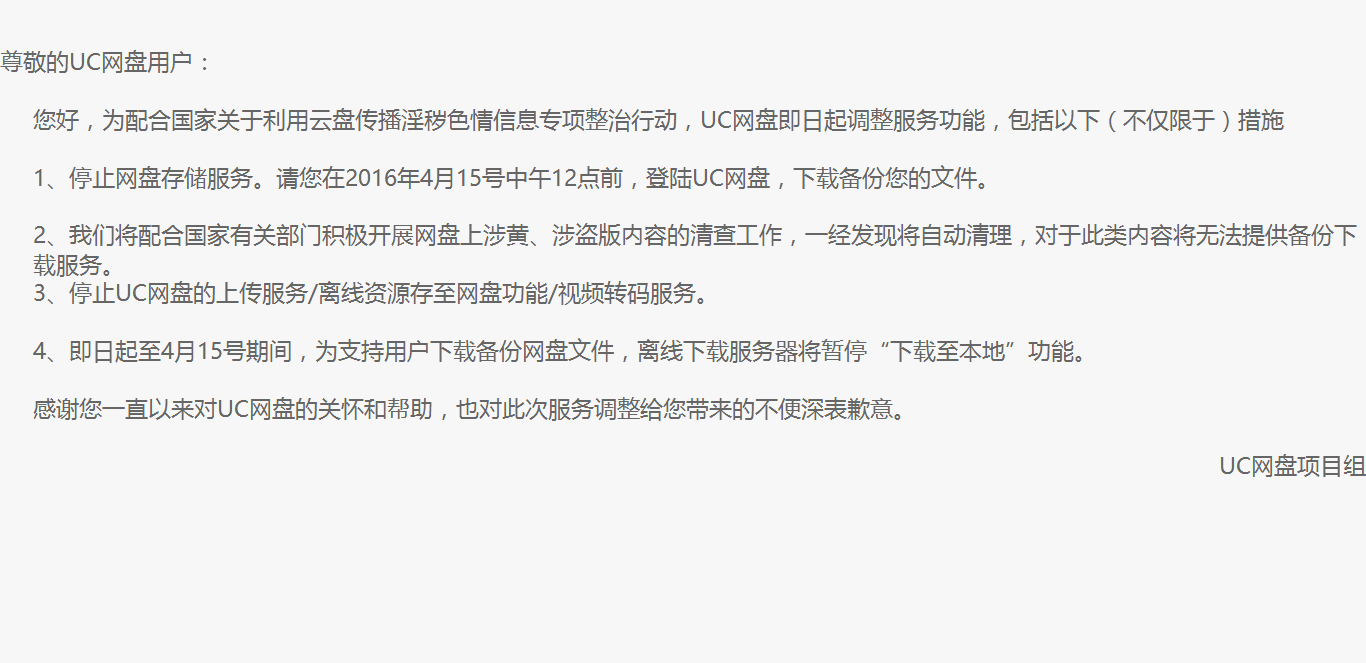 尊敬的UC网盘用户：
您好，为配合国家关于利用云盘传播淫秽色情信息专项整治行动，UC网盘即日起调整服务功能，包括以下（不仅限于）措施
1、停止网盘存储服务。请您在2016年4月15号中午12点前，登陆UC网盘，下载备份您的文件。
2、我们将配合国家有关部门积极开展网盘上涉黄、涉盗版内容的清查工作，一经发现将自动清理，对于此类内容将无法提供备份下
载服务。
3、停止UC网盘的上传服务/离线资源存至网盘功能/视频转码服务。
4、即日起至4月15号期间，为支持用户下载备份网盘文件，离线下载服务器将暂停“下载至本地”功能。
感谢您一直以来对UC网盘的关怀和帮助，也对此次服务调整给您带来的不便深表歉意。
UC网盘项目组